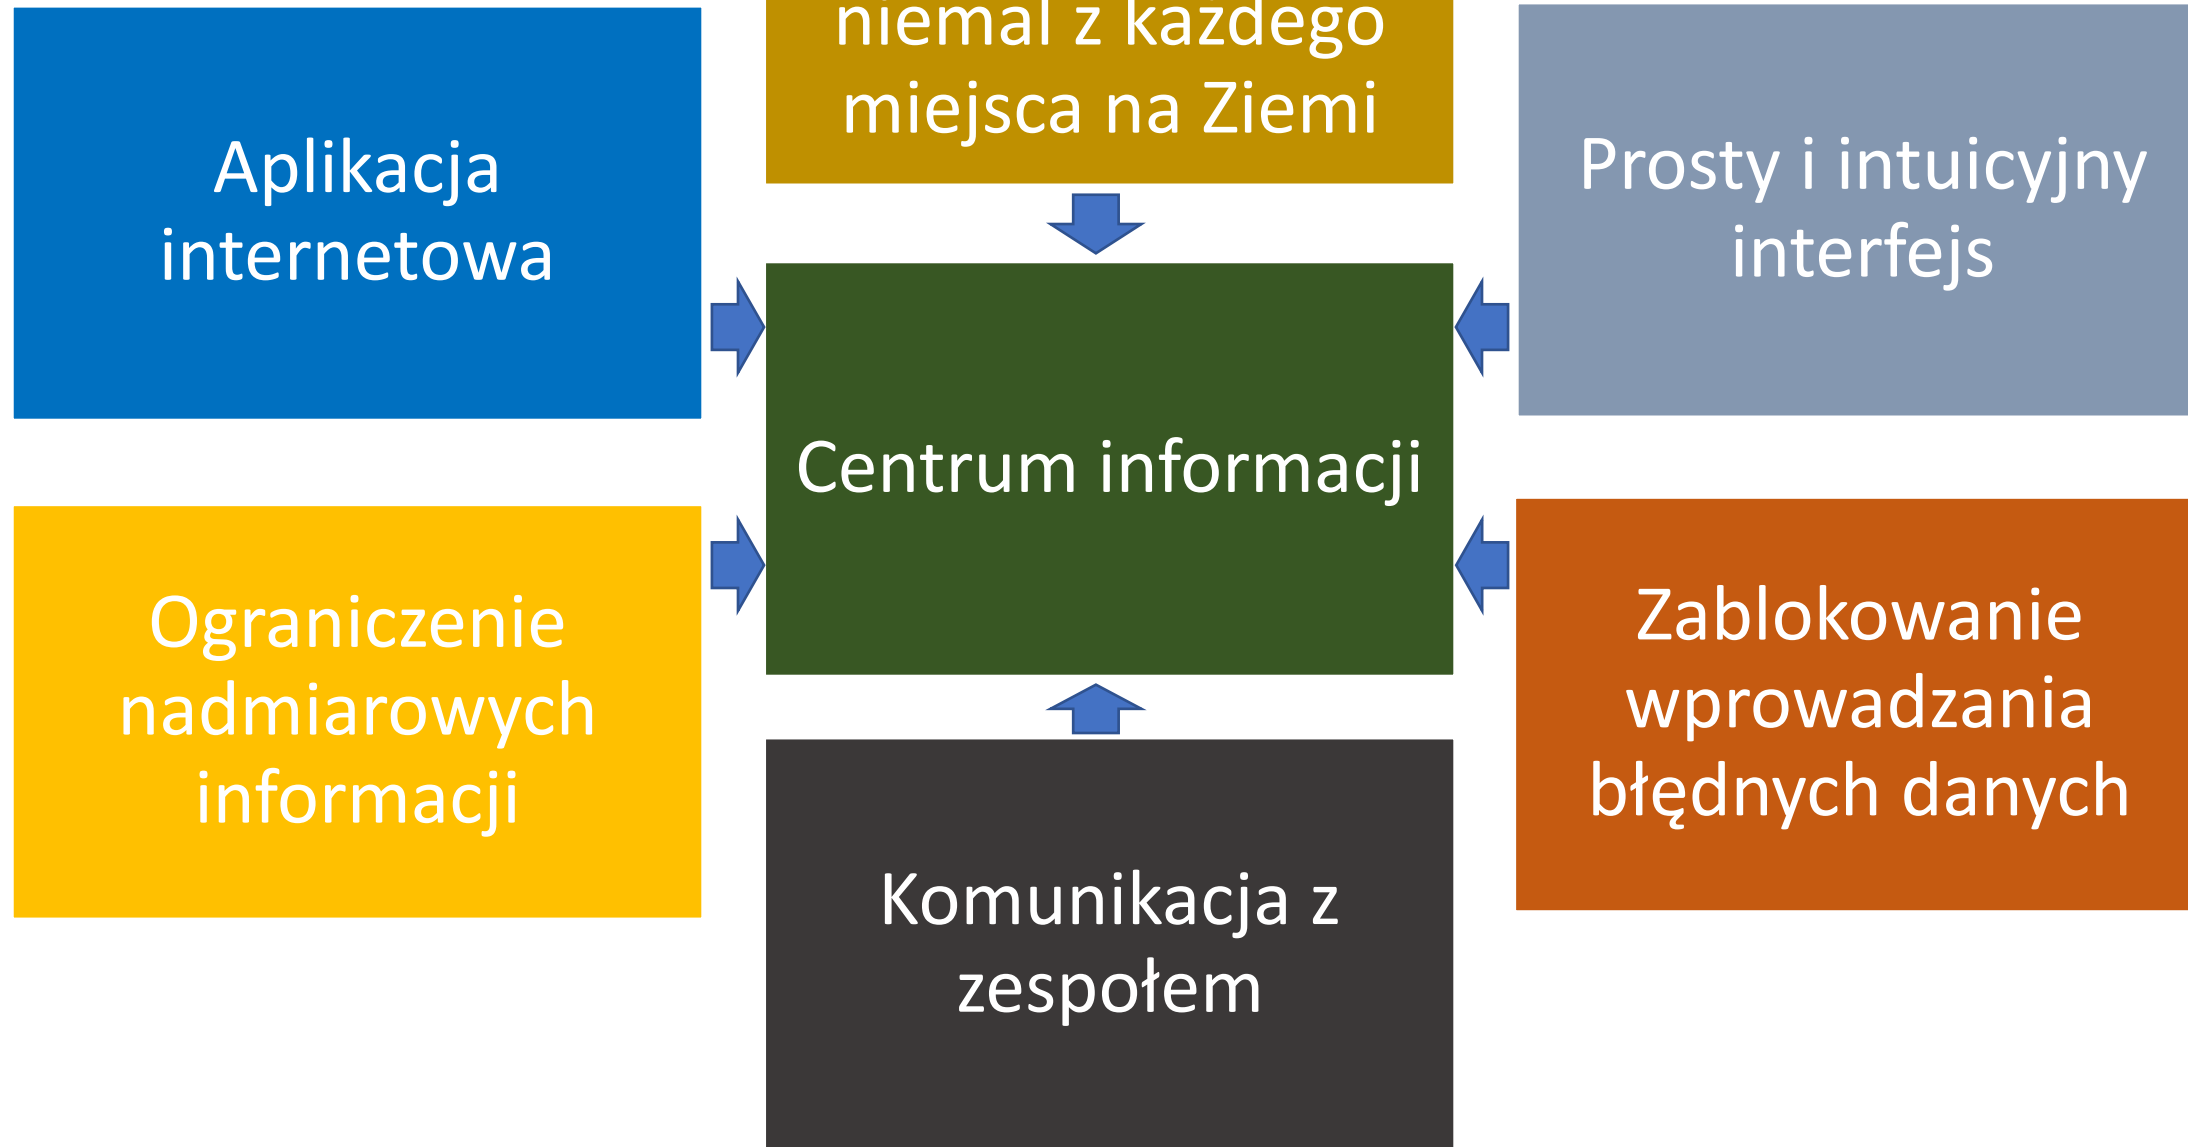 niemal z każdego
miejsca na Ziemi
Aplikacja
internetowa
Prosty i intuicyjny
interfejs
Centrum informacji
Ograniczenie
nadmiarowych
informacji
Zablokowanie
wprowadzania
błędnych danych
Komunikacja z
zespołem